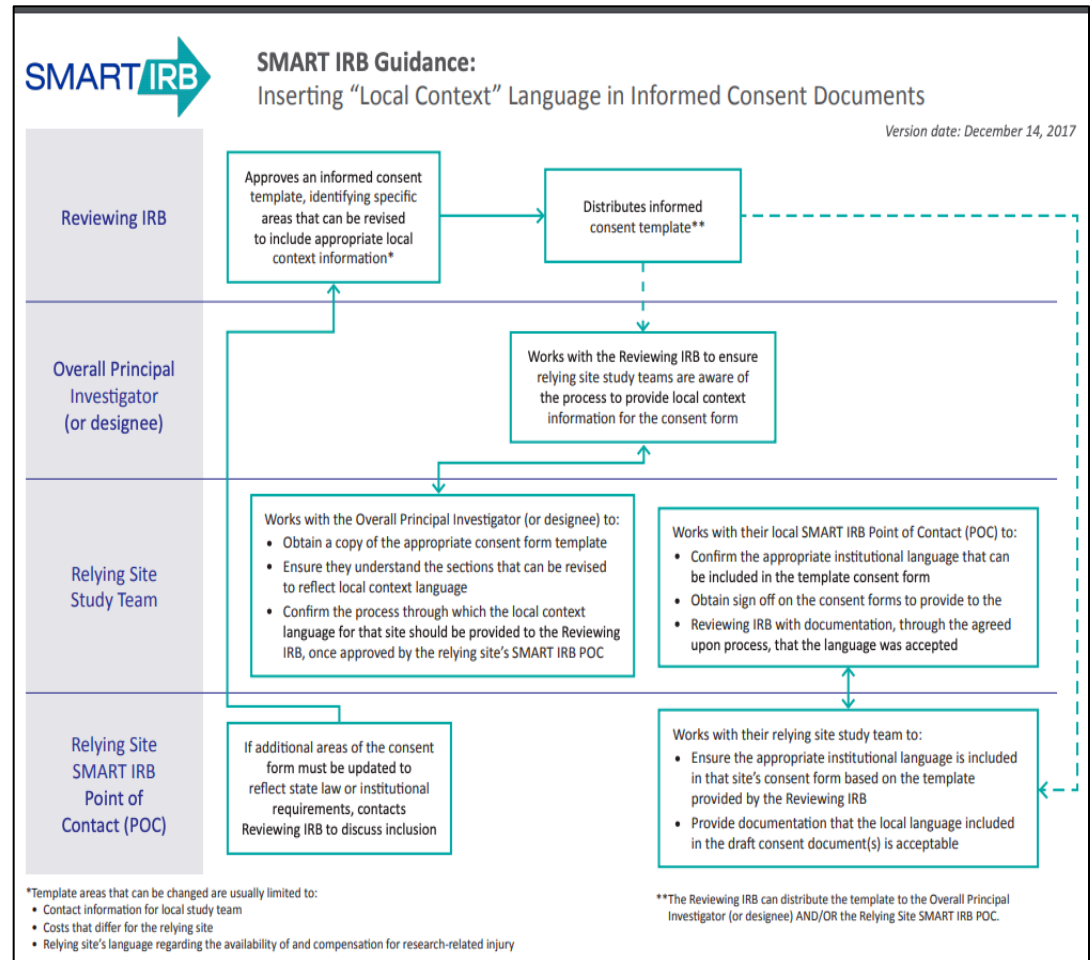 SMART IRB
SMART IRB Guidance:
Inserting “Local Context” Language in Informed Consent Documents
Version date: December 14, 2017
Reviewing IRB
Approves an informed consent
template, identifying specific
areas that can be revised
to include appropriate local
context information*
Distributes informed
consent template**
Overall Principal
Investigator
(or designee)
Works with the Reviewing IRB to ensure
relying site study teams are aware of
the process to provide local context
information for the consent form
Relying Site
Study Team
Works with the Overall Principal Investigator (or designee) to:
• Obtain a copy of the appropriate consent form template
• Ensure they understand the sections that can be revised
to reflect local context language
• Confirm the process through which the local context
language for that site should be provided to the Reviewing
IRB, once approved by the relying site’s SMART IRB POC
Works with their local SMART IRB Point of Contact (POC) to:
• Confirm the appropriate institutional language that can
be included in the template consent form
• Obtain sign off on the consent forms to provide to the
• Reviewing IRB with documentation, through the agreed
upon process, that the language was accepted
Relying Site
SMART IRB
Point of
Contact (POC)
If additional areas of the consent
form must be updated to
reflect state law or institutional
requirements, contacts
Reviewing IRB to discuss inclusion
Works with their relying site study team to:
• Ensure the appropriate institutional language is included
in that site’s consent form based on the template
provided by the Reviewing IRB
• Provide documentation that the local language included
in the draft consent document(s) is acceptable
*Template areas that can be changed are usually limited to:
• Contact information for local study team
• Costs that differ for the relying site
• Relying site’s language regarding the availability of and compensation for research-related injury
**The Reviewing IRB can distribute the template to the Overall Principal
Investigator (or designee) AND/OR the Relying Site SMART IRB POC.